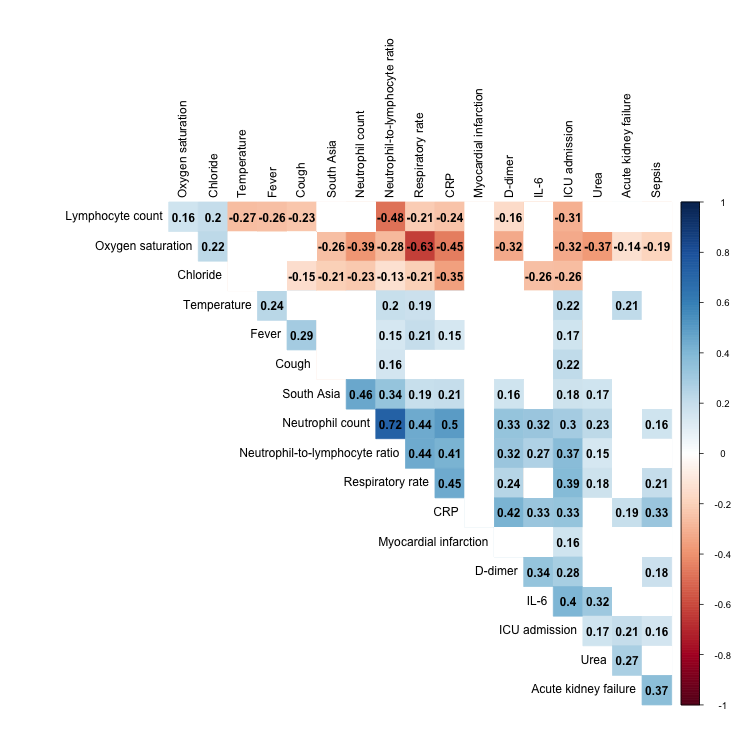 Oxygen saturation
Chloride
Temperature
Fever
Cough
South Asia
Neutrophil count
Neutrophil-to-lymphocyte ratio
Respiratory rate
CRP
Myocardial infarction
D-dimer
IL-6
ICU admission
Urea
Acute kidney failure
Sepsis
Lymphocyte count 0.16 0.2 -0.27 -0.26 -0.23 -0.48 -0.21 -0.24 -0.16 -0.31
Oxygen saturation 0.22 -0.26 -0.39 -0.28 -0.63 -0.45 -0.32 -0.32 -0.37 -0.14 -0.19
Chloride -0.15 -0.21 -0.23 -0.13 -0.21 -0.35 -0.26 -0.26
Temperature 0.24 0.2 0.19 0.22 0.21
Fever 0.29 0.15 0.21 0.15 0.17
Cough 0.16 0.22
South Asia 0.46 0.34 0.19 0.21 0.16 0.18 0.17
Neutrophil count 0.72 0.44 0.5 0.33 0.32 0.3 0.23 0.16
Neutrophil-to-lymphocyte ratio 0.44 0.41 0.32 0.27 0.37 0.15
Respiratory rate 0.45 0.24 0.39 0.18 0.21
CRP 0.42 0.33 0.33 0.19 0.33
Myocardial infarction 0.16
D-dimer 0.34 0.28 0.18
IL-6 0.4 0.32
ICU admission 0.17 0.21 0.16
Urea 0.27
Acute kidney failure 0.37
1
0.8
0.6
0.4
0.2
0
-0.2
-0.4
-0.6
-0.8
-1